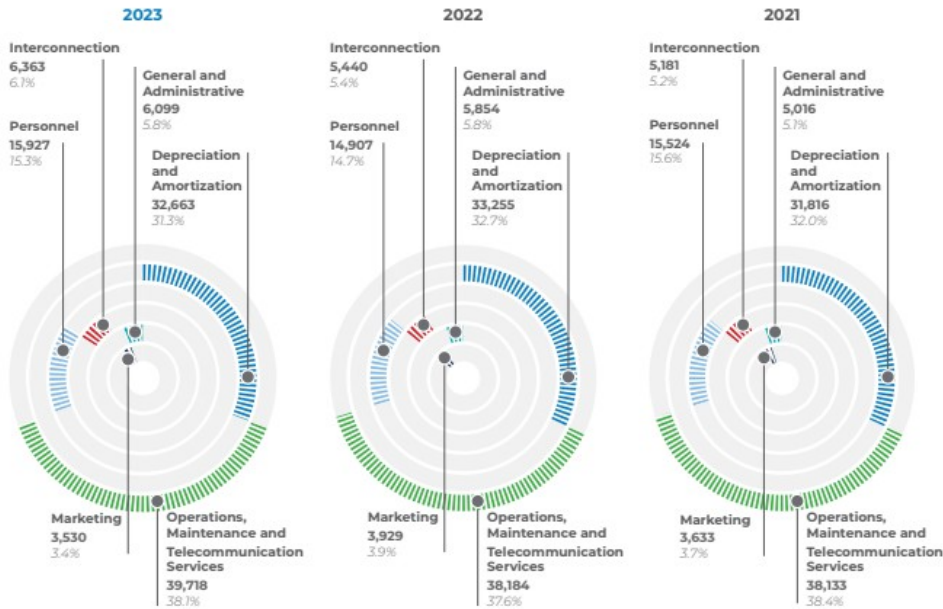 2023
Interconnection
6,363
6.1%
General and
Administrative
6,099
5.8%
Personnel
15,927
15.3%
Depreciation
and
Amortization
32,663
31.3%
Marketing
3,530
3.4%
Operations,
Maintenance and
Telecommunication
Services
39,718
38.1%
2022
Interconnection
5,440
5.4%
General and
Administrative
5,854
5.8%
Personnel
14,907
14.7%
Depreciation
and
Amortization
33,255
32.7%
Marketing
3,929
3.9%
Operations,
Maintenance and
Telecommunication
Services
38,184
37.6%
2021
Interconnection
5,181
5.2%
General and
Administrative
5,016
5.1%
Personnel
15,524
15.6%
Depreciation
and
Amortization
31,816
32.0%
Marketing
3,633
3.7%
Operations,
Maintenance and
Telecommunication
Services
38,133
38.4%